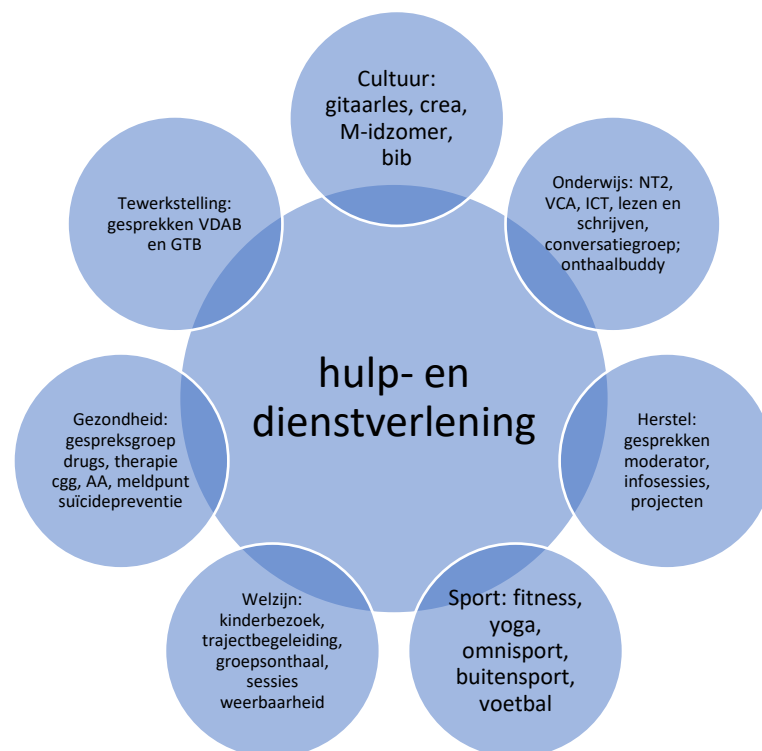 Cultuur:
gitaarles, crea,
M-idzomer,
bib
Onderwijs: NT2,
VCA, ICT, lezen en
schrijven,
conversatiegroep;
onthaalbuddy
Herstel:
gesprekken
moderator,
infosessies,
projecten
Sport: fitness,
yoga,
omnisport,
buitensport,
voetbal
Welzijn:
kinderbezoek,
trajectbegeleiding,
groepsonthaal,
sessies
weerbaarheid
Gezondheid:
gespreksgroep
drugs, therapie
cgg, AA, meldpunt
suïcidepreventie
Tewerkstelling:
gesprekken VDAB
en GTB
hulp- en
dienstverlening